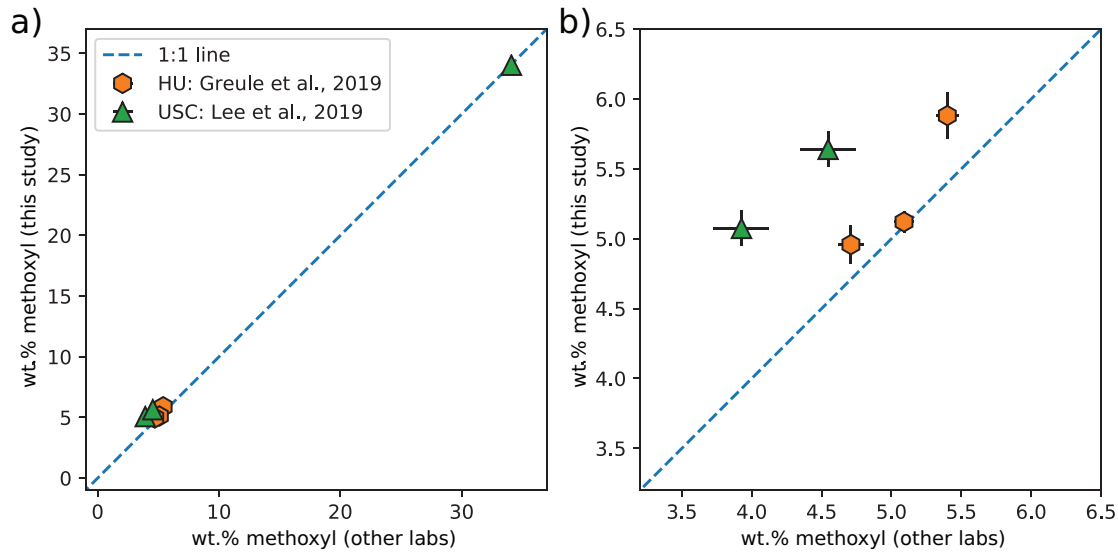 a)
35
30
25
20
15
10
5
0
wt.% methoxyl (this study)
1:1 line
HU: Greule et al., 2019
USC: Lee et al., 2019
0
10
20
30
wt.% methoxyl (other labs)
b)
6.5
6.0
5.5
5.0
4.5
4.0
3.5
wt.% methoxyl (this study)
3.5
4.0
4.5
5.0
5.5
6.0
6.5
wt.% methoxyl (other labs)